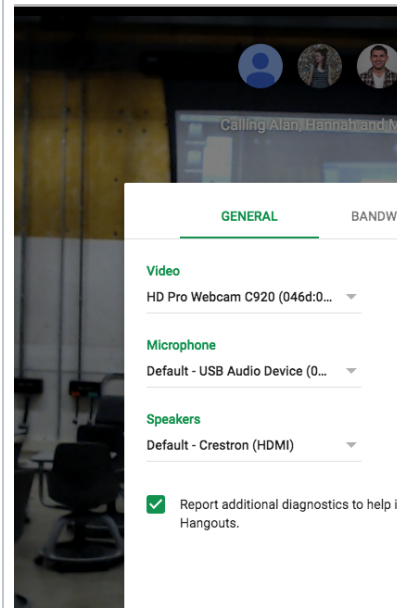 Calling Alan, Hannah and M
GENERAL
BANDW
Video
HD Pro Webcam C920 (046d:0...
Microphone
Default - USB Audio Device (0...
Speakers
Default - Crestron (HDMI)
Report additional diagnostics to help i
Hangouts.